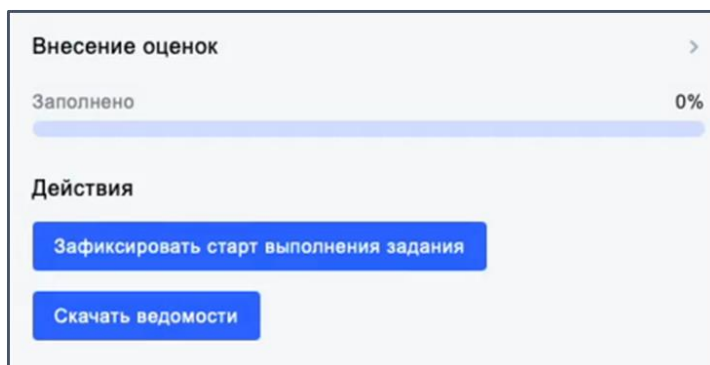 Внесение оценок
Заполнено 0%
Действия
Зафиксировать старт выполнения задания
Скачать ведомости